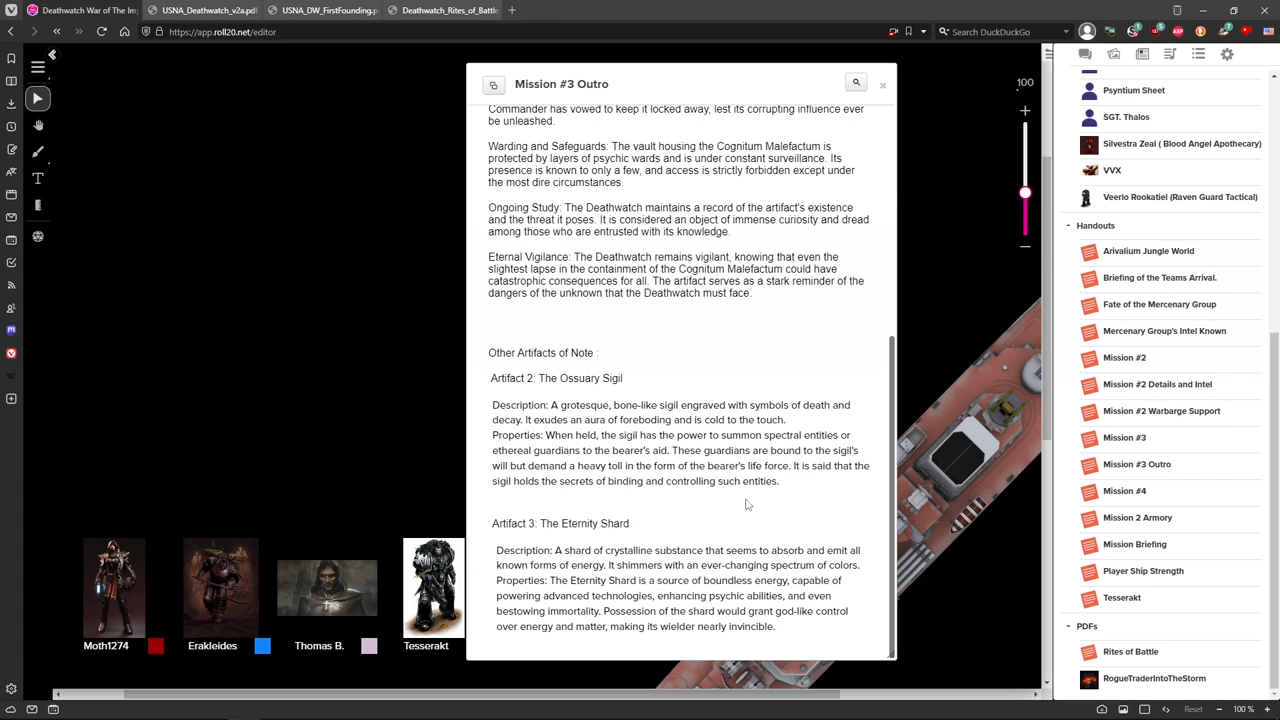 Deathwatch War of The Im
USNA_Deathwatch_v2a.pdf
USNA_DW_FirstFounding.p
Deathwatch_Rites_of_Battle
https://app.roll20.net/editor
Search DuckDuckGo
Mission #3 Outro
100
Commander has vowed to keep it locked away, lest its corrupting influence ever
be unleashed.
Warding and Safeguards: The vault housing the Cognitum Malefactum is
protected by layers of psychic wards and is under constant surveillance. Its
presence is known to only a few, and access is strictly forbidden except under
the most dire circumstances.
Ongoing Study: The Deathwatch maintains a record of the artifact's existence
and the threat it poses. It is considered an object of immense curiosity and dread
among those who are entrusted with its knowledge.
Eternal Vigilance: The Deathwatch remains vigilant, knowing that even the
slightest lapse in the containment of the Cognitum Malefactum could have
catastrophic consequences for all. The artifact serves as a stark reminder of the
dangers of the unknown that the Deathwatch must face.
Other Artifacts of Note :
Artifact 2: The Ossuary Sigil
Description: A grotesque, bone-like sigil engraved with symbols of death and
decay. It exudes an aura of foreboding and is cold to the touch.
Properties: When held, the sigil has the power to summon spectral entities or
ethereal guardians to the bearer's aid. These guardians are bound to the sigil's
will but demand a heavy toll in the form of the bearer's life force. It is said that the
sigil holds the secrets of binding and controlling such entities.
Artifact 3: The Eternity Shard
Description: A shard of crystalline substance that seems to absorb and emit all
known forms of energy. It shimmers with an ever-changing spectrum of colors.
Properties: The Eternity Shard is a source of boundless energy, capable of
powering advanced technologies, enhancing psychic abilities, and even
bestowing immortality. Possession of the shard would grant god-like control
over energy and matter, making its wielder nearly invincible.
Moth1274
Erakleides
Thomas B.
Tesserakt
Psyntium Sheet
SGT. Thalos
Silvestra Zeal ( Blood Angel Apothecary)
VVX
Veerlo Rookatiel (Raven Guard Tactical)
Handouts
Arivalium Jungle World
Briefing of the Teams Arrival.
Fate of the Mercenary Group
Mercenary Group's Intel Known
Mission #2
Mission #2 Details and Intel
Mission #2 Warbarge Support
Mission #3
Mission #3 Outro
Mission #4
Mission 2 Armory
Mission Briefing
Player Ship Strength
Tesserakt
PDFs
Rites of Battle
RogueTraderIntoTheStorm
Reset
100 %